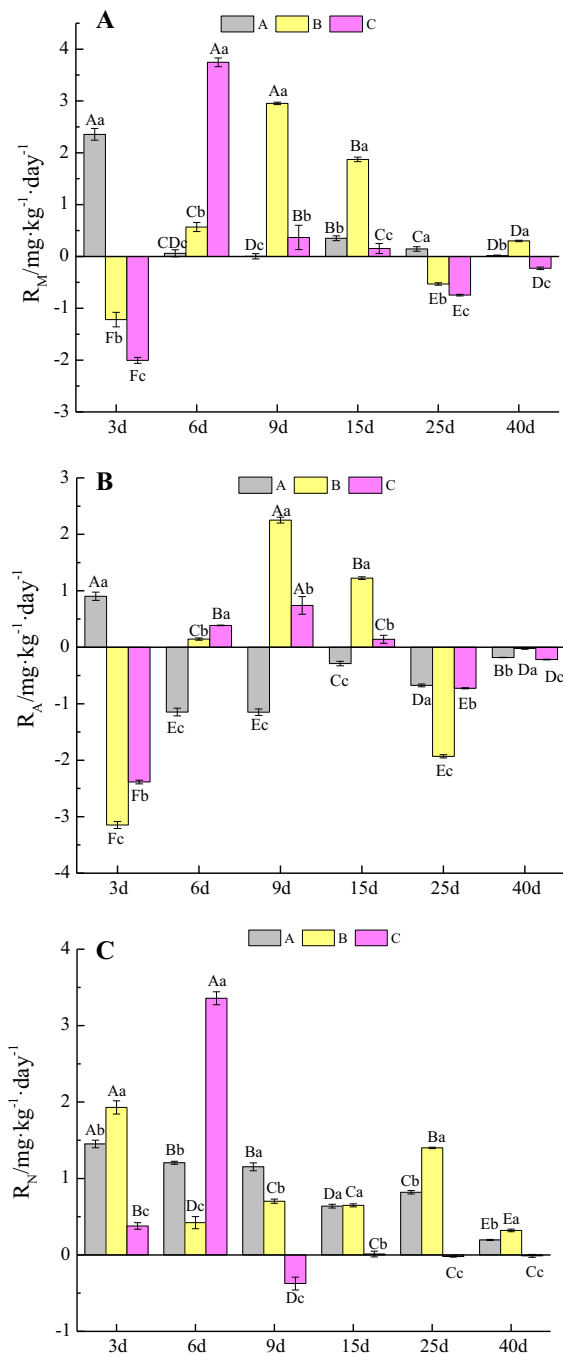 A
A B C
R_M/mg·kg⁻¹·day⁻¹
4
3
2
1
0
-1
-2
-3
Aa Fb Fc
CDc Cb Aa
Dc Aa Bb
Bb Ba Cc
Ca Eb Ec
Db Da Dc
3d 6d 9d 15d 25d 40d
B
A B C
R_A/mg·kg⁻¹·day⁻¹
3
2
1
0
-1
-2
-3
-4
Aa Fc Fb
Ec Cb Ba
Ec Aa Ab
Cc Ba Cb
Da Ec Eb
Bb Da Dc
3d 6d 9d 15d 25d 40d
C
A B C
R_N/mg·kg⁻¹·day⁻¹
4
3
2
1
0
-1
Ab Aa Bc
Bb Dc Aa
Ba Cb Dc
Da Ca Cb
Cb Ba Cc
Eb Ea Cc
3d 6d 9d 15d 25d 40d